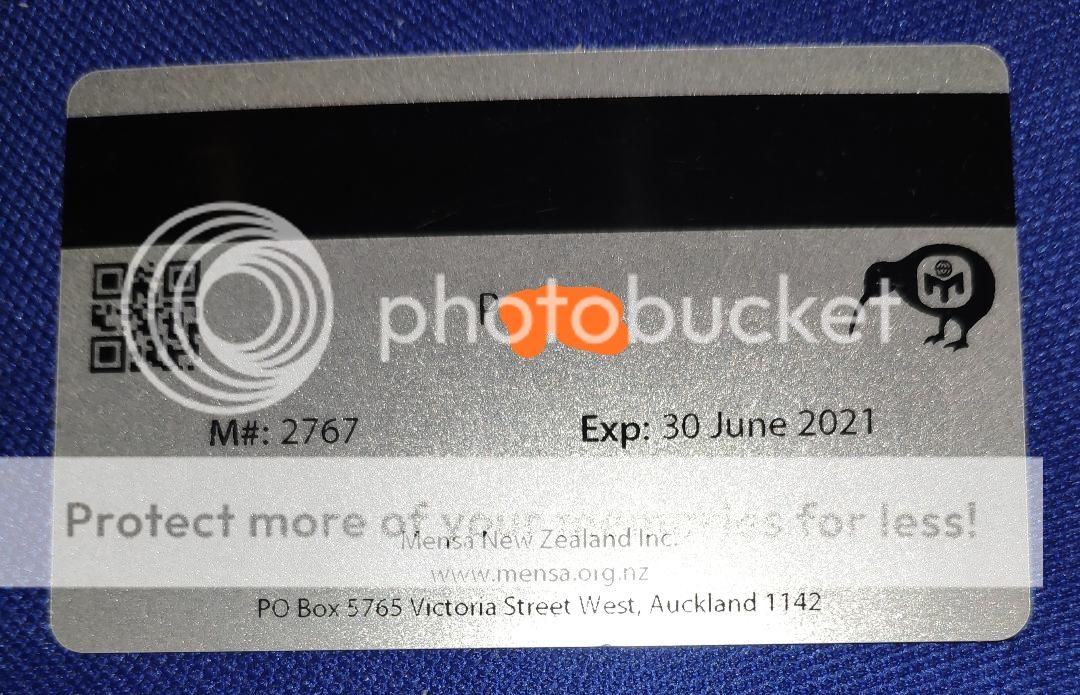 P
photobucket
M#: 2767 Exp: 30 June 2021
Protect more of your memories for less!
Mensa New Zealand Inc.
www.mensa.org.nz
PO Box 5765 Victoria Street West, Auckland 1142